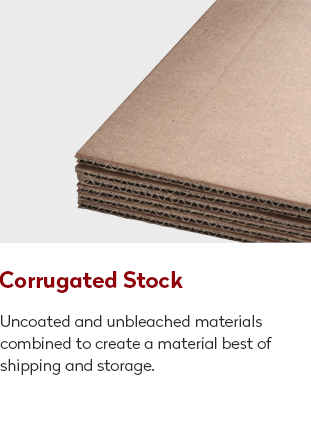 Corrugated Stock
Uncoated and unbleached materials
combined to create a material best of
shipping and storage.